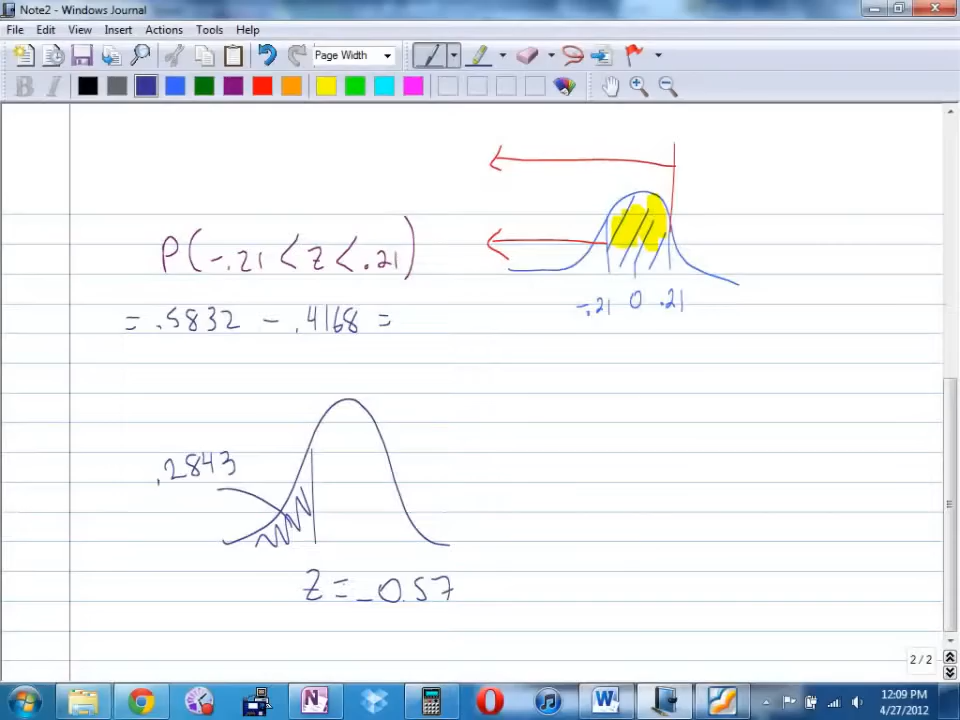 Note2 - Windows Journal
File Edit View Insert Actions Tools Help
Page Width
B I
P(-.21 < z < .21)
-.21 0 .21
= .5832 - .4168 =
.2843
Z = -0.57
2 / 2
12:09 PM
4/27/2012